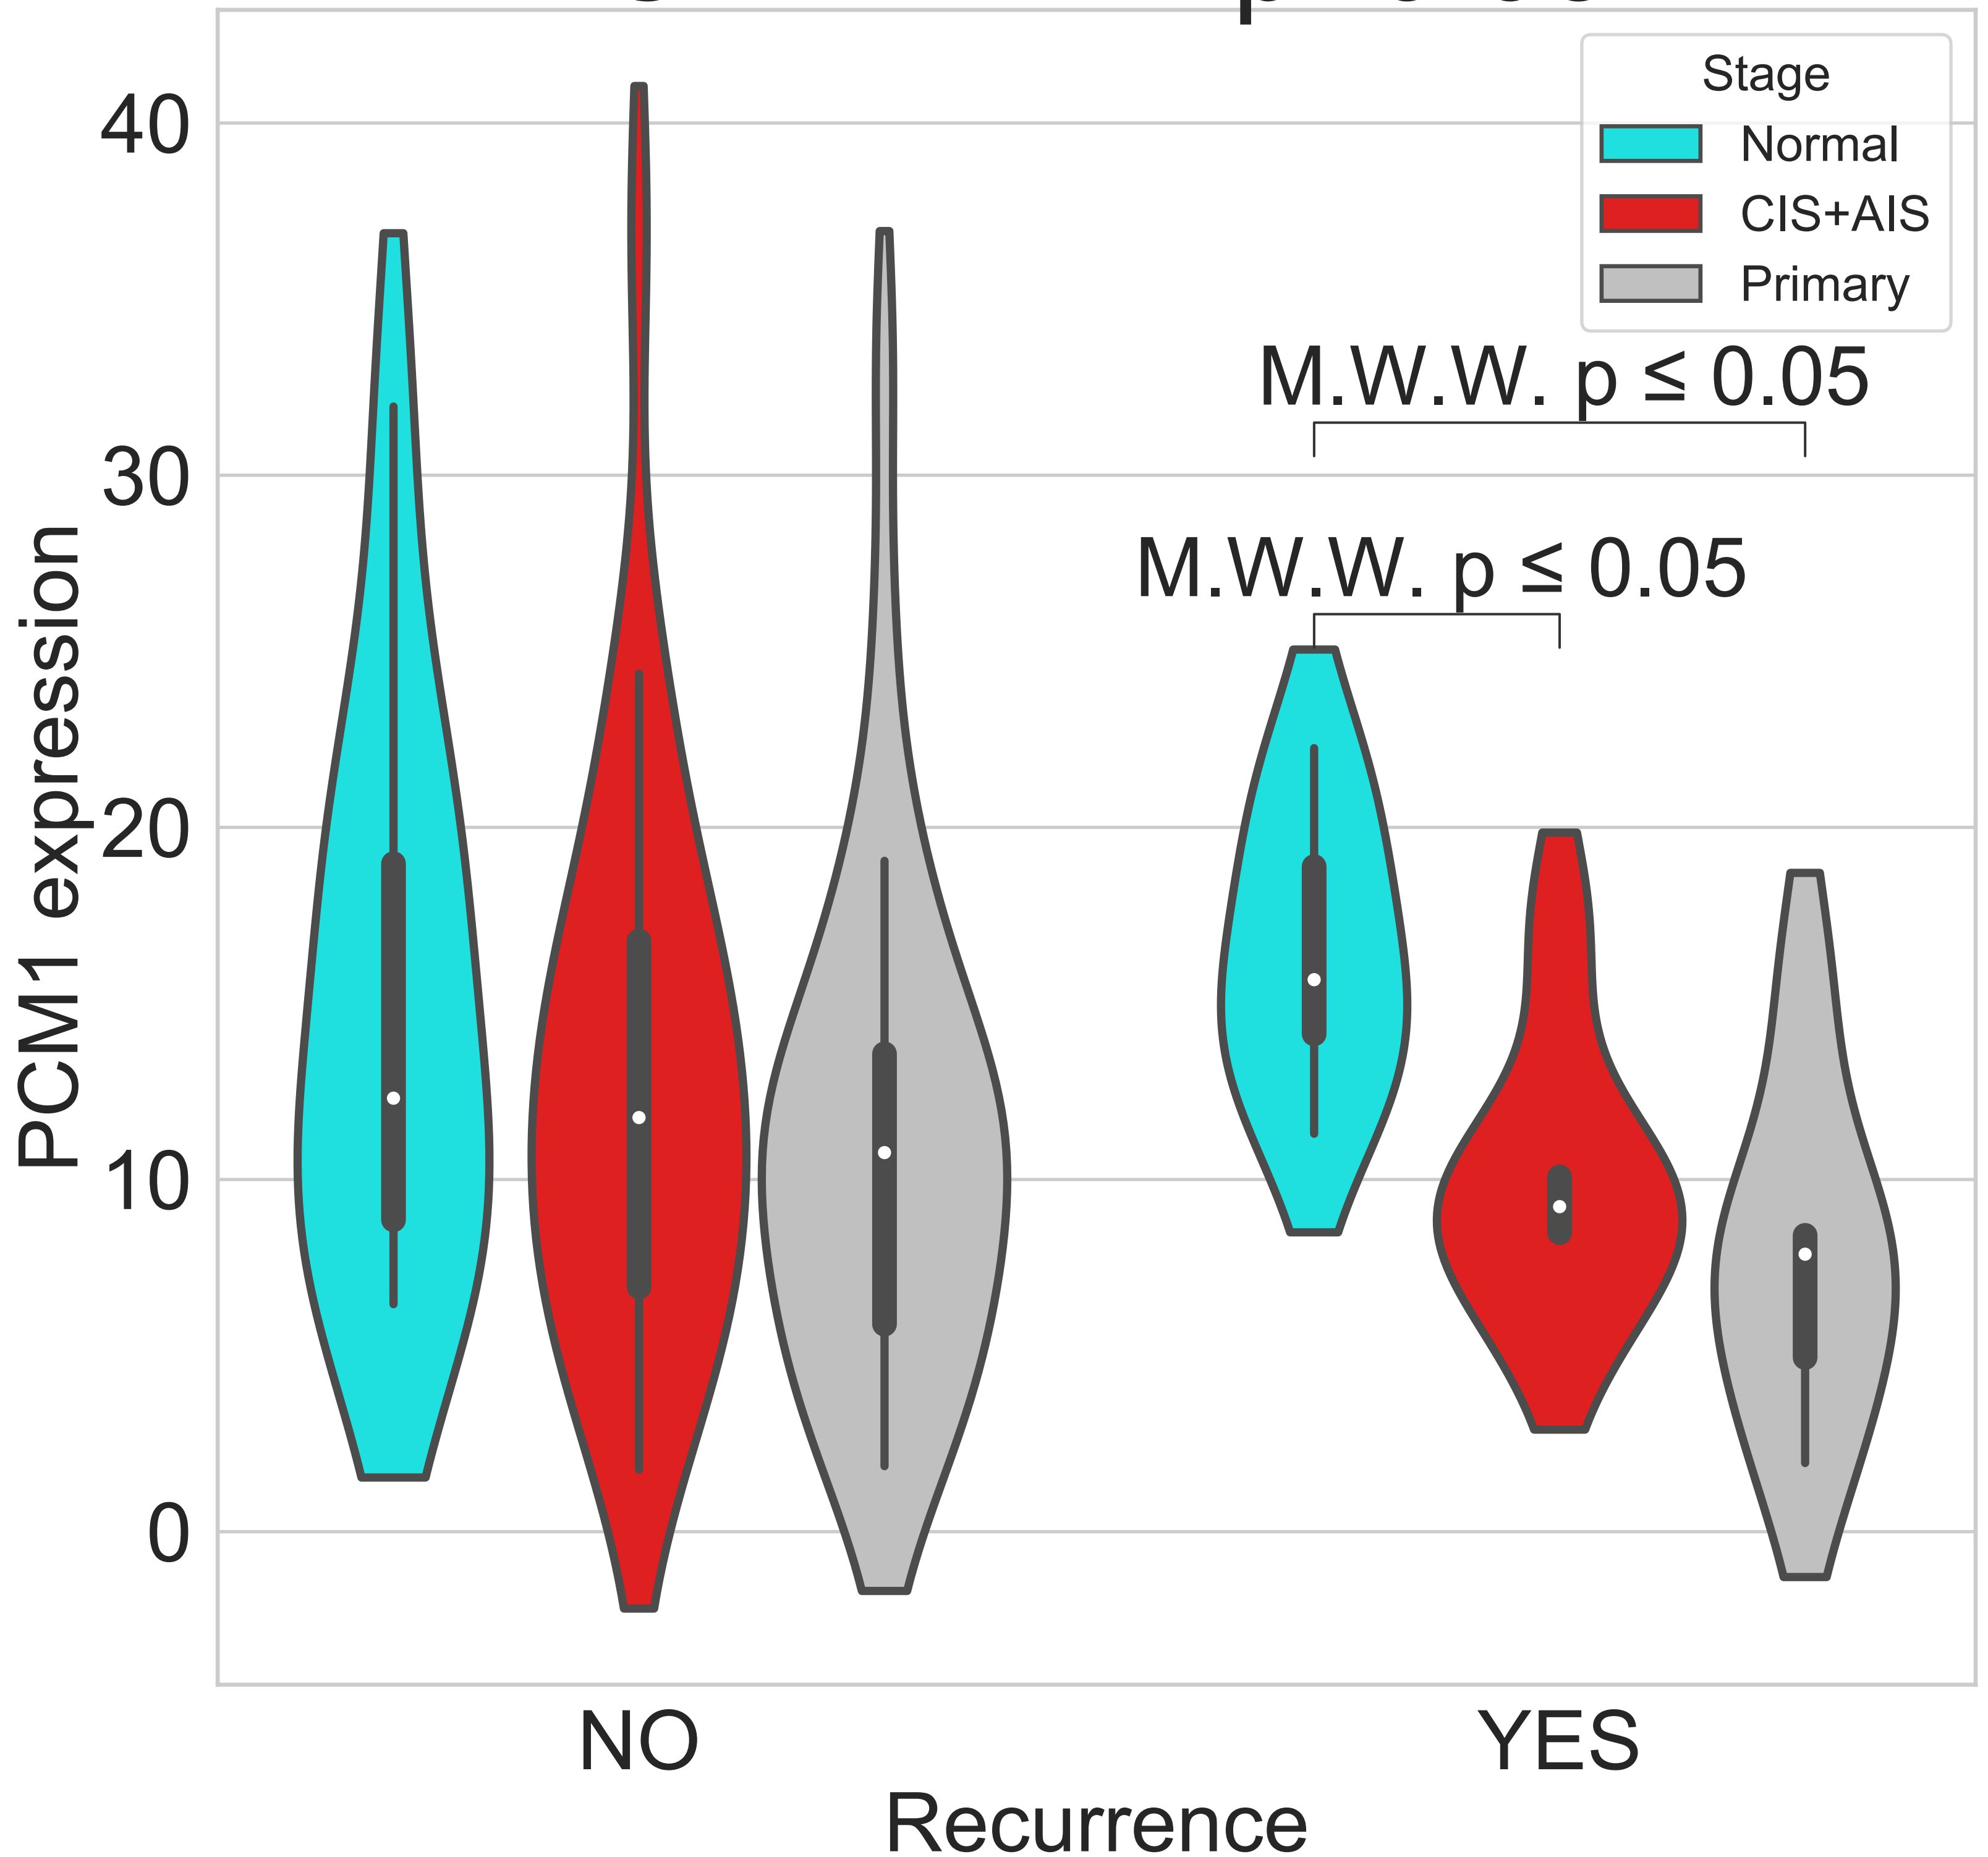 Stage
Normal
CIS+AIS
Primary
M.W.W. p ≤ 0.05
M.W.W. p ≤ 0.05
PCM1 expression
40
30
20
10
0
NO
YES
Recurrence